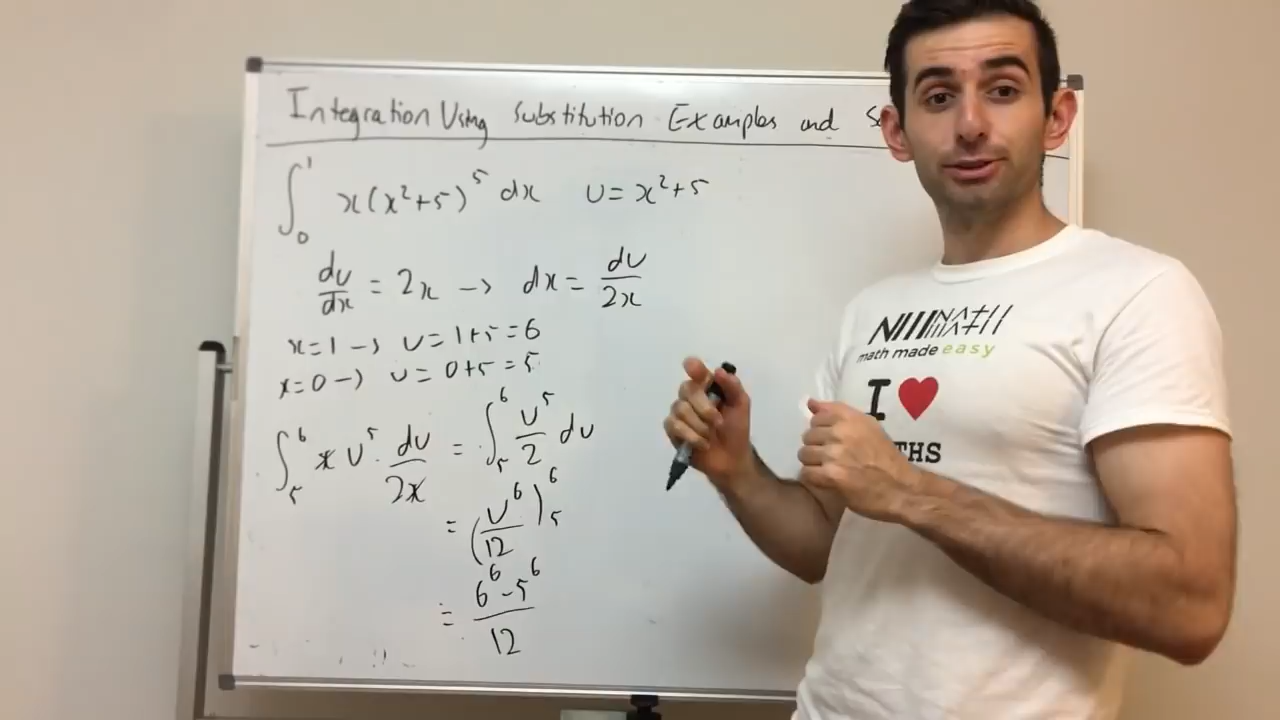 Integration Using Substitution Examples and
∫₀¹ x(x²+5)⁵ dx   u = x²+5
du/dx = 2x → dx = du/2x
x=1 → u = 1+5 = 6
x=0 → u = 0+5 = 5
∫₅⁶ x u⁵ · du/2x = ∫₅⁶ u⁵/2 du
= (u⁶/12)₅⁶
= 6⁶-5⁶/12
math made easy
I ♥
THS